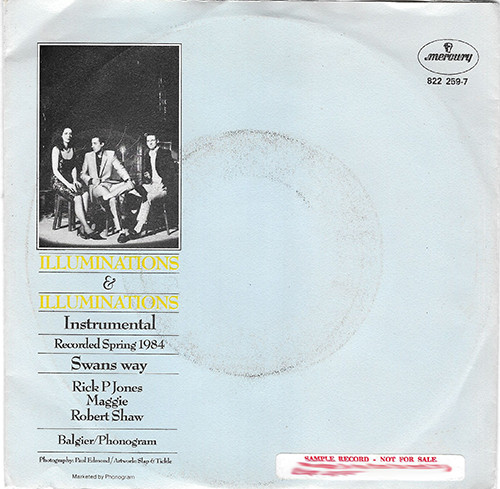 mercury
822 259-7
ILLUMINATIONS
&
ILLUMINATIONS
Instrumental
Recorded Spring 1984
Swans way
Rick P Jones
Maggie
Robert Shaw
Balgier/Phonogram
Photography: Paul Edmond/Artwork: Slap & Tickle
Marketed by Phonogram
SAMPLE RECORD - NOT FOR SALE